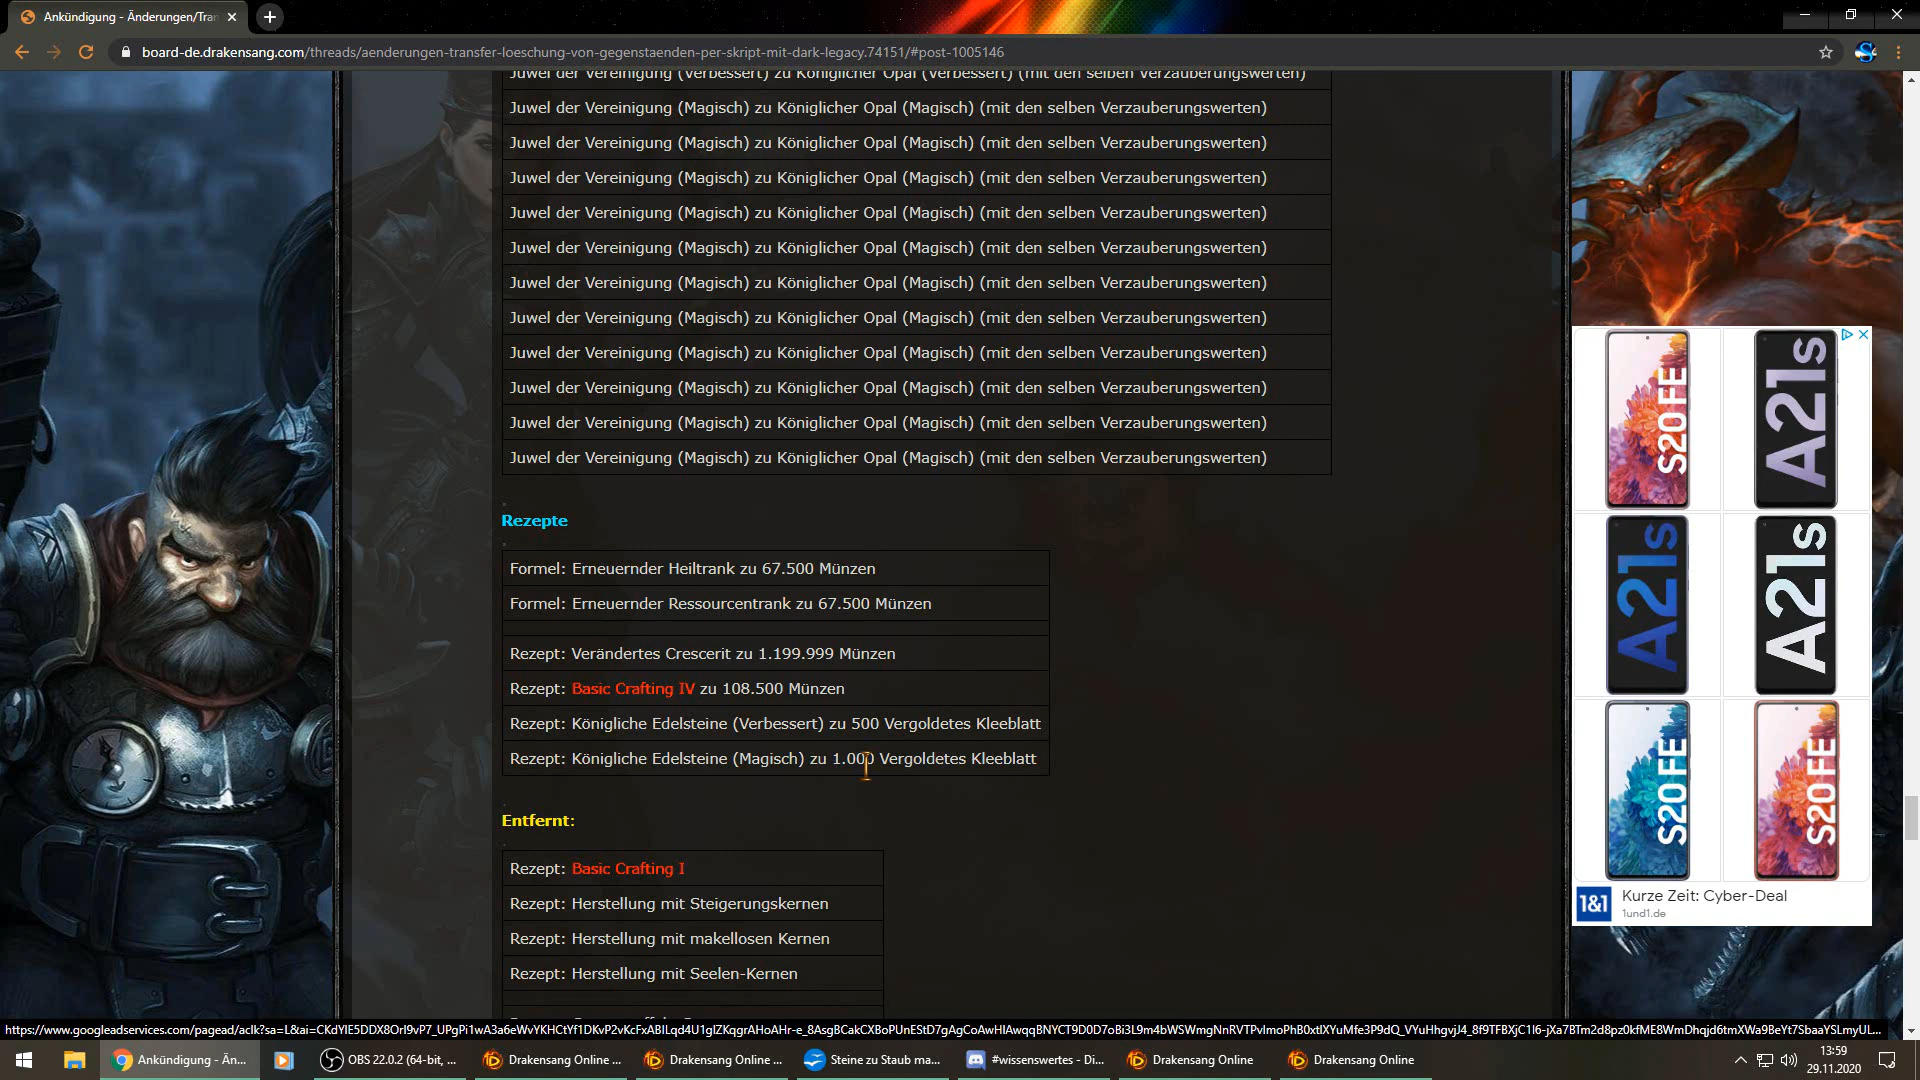 Ankündigung - Änderungen/Tran
board-de.drakensang.com/threads/aenderungen-transfer-loeschung-von-gegenstaenden-per-skript-mit-dark-legacy.74151/#post-1005146
Juwel der Vereinigung (Verbessert) zu Königlicher Opal (Verbessert) (mit den selben Verzauberungswerten)
Juwel der Vereinigung (Magisch) zu Königlicher Opal (Magisch) (mit den selben Verzauberungswerten)
Juwel der Vereinigung (Magisch) zu Königlicher Opal (Magisch) (mit den selben Verzauberungswerten)
Juwel der Vereinigung (Magisch) zu Königlicher Opal (Magisch) (mit den selben Verzauberungswerten)
Juwel der Vereinigung (Magisch) zu Königlicher Opal (Magisch) (mit den selben Verzauberungswerten)
Juwel der Vereinigung (Magisch) zu Königlicher Opal (Magisch) (mit den selben Verzauberungswerten)
Juwel der Vereinigung (Magisch) zu Königlicher Opal (Magisch) (mit den selben Verzauberungswerten)
Juwel der Vereinigung (Magisch) zu Königlicher Opal (Magisch) (mit den selben Verzauberungswerten)
Juwel der Vereinigung (Magisch) zu Königlicher Opal (Magisch) (mit den selben Verzauberungswerten)
Juwel der Vereinigung (Magisch) zu Königlicher Opal (Magisch) (mit den selben Verzauberungswerten)
Juwel der Vereinigung (Magisch) zu Königlicher Opal (Magisch) (mit den selben Verzauberungswerten)
Juwel der Vereinigung (Magisch) zu Königlicher Opal (Magisch) (mit den selben Verzauberungswerten)
Rezepte
Formel: Erneuernder Heiltrank zu 67.500 Münzen
Formel: Erneuernder Ressourcentrank zu 67.500 Münzen
Rezept: Verändertes Crescerit zu 1.199.999 Münzen
Rezept: Basic Crafting IV zu 108.500 Münzen
Rezept: Königliche Edelsteine (Verbessert) zu 500 Vergoldetes Kleeblatt
Rezept: Königliche Edelsteine (Magisch) zu 1.000 Vergoldetes Kleeblatt
Entfernt:
Rezept: Basic Crafting I
Rezept: Herstellung mit Steigerungskernen
Rezept: Herstellung mit makellosen Kernen
Rezept: Herstellung mit Seelen-Kernen
S20 FE
A21s
A21s
A21s
S20 FE
S20 FE
1&1
Kurze Zeit: Cyber-Deal
1und1.de
Ankündigung - Än...
OBS 22.0.2 (64-bit, ...
Drakensang Online ...
Drakensang Online ...
Steine zu Staub ma...
#wissenswertes - Di...
Drakensang Online
Drakensang Online
13:59
29.11.2020